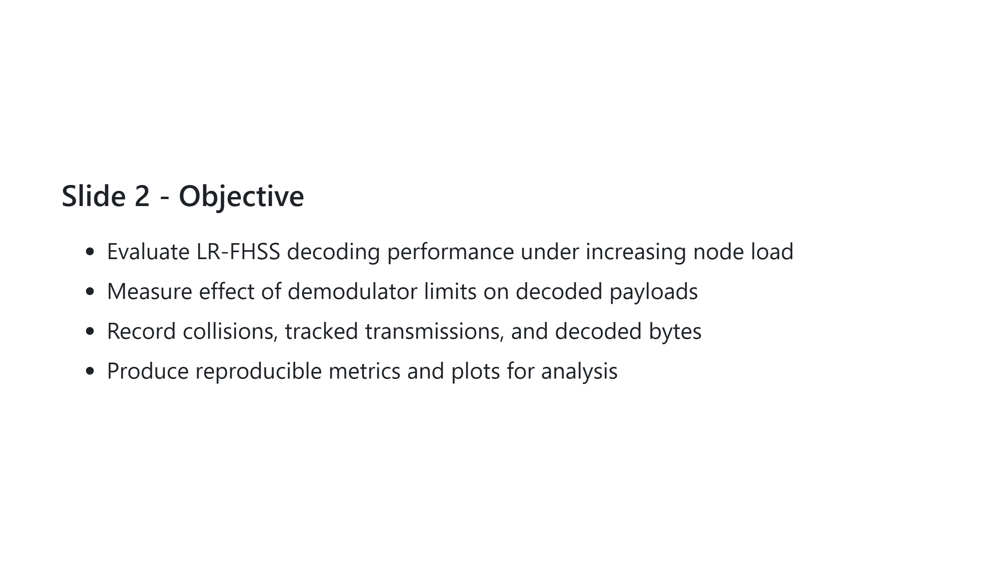 Slide 2 - Objective
• Evaluate LR-FHSS decoding performance under increasing node load
• Measure effect of demodulator limits on decoded payloads
• Record collisions, tracked transmissions, and decoded bytes
• Produce reproducible metrics and plots for analysis